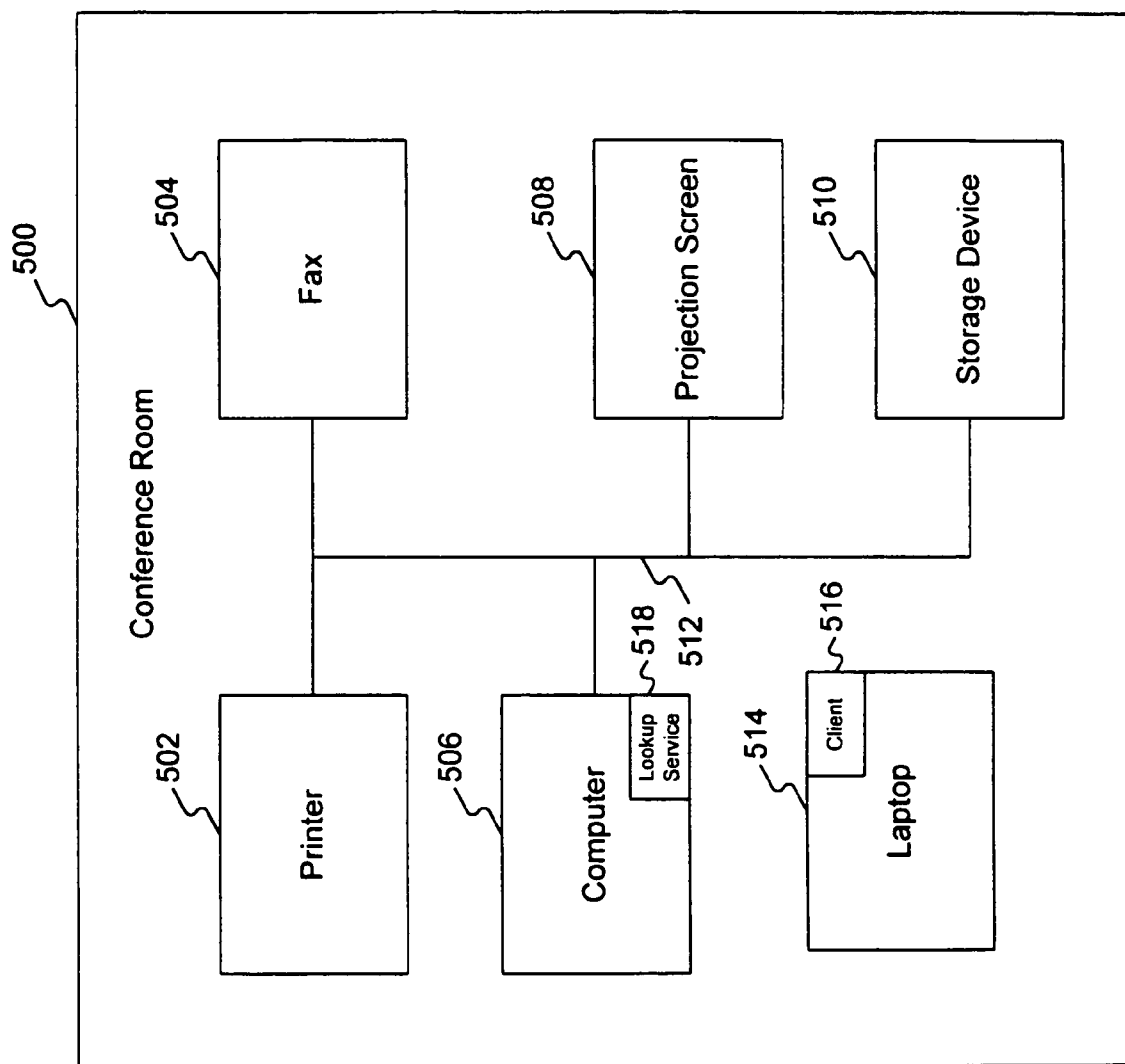 500
Conference Room
502
Printer
504
Fax
506
Computer
Lookup
Service
518
508
Projection Screen
512
514
Laptop
Client
516
510
Storage Device